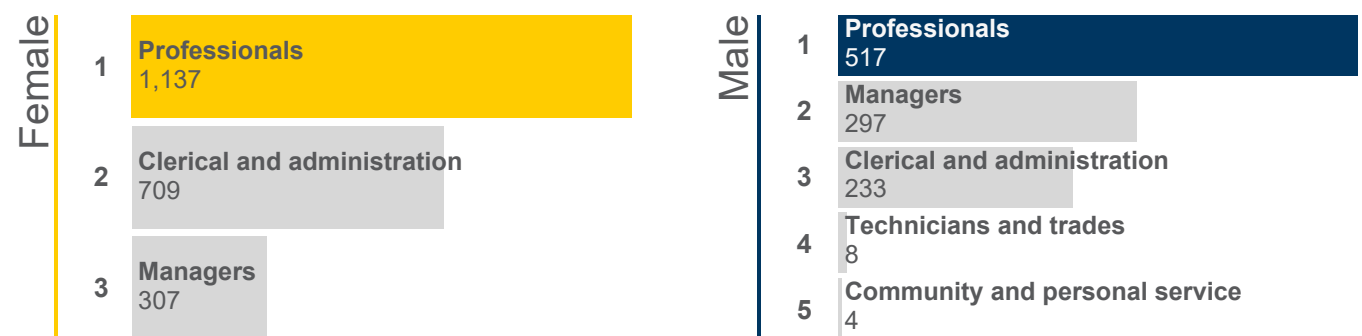 Female
1
Professionals
1,137
2
Clerical and administration
709
3
Managers
307
Male
1
Professionals
517
2
Managers
297
3
Clerical and administration
233
4
Technicians and trades
8
5
Community and personal service
4